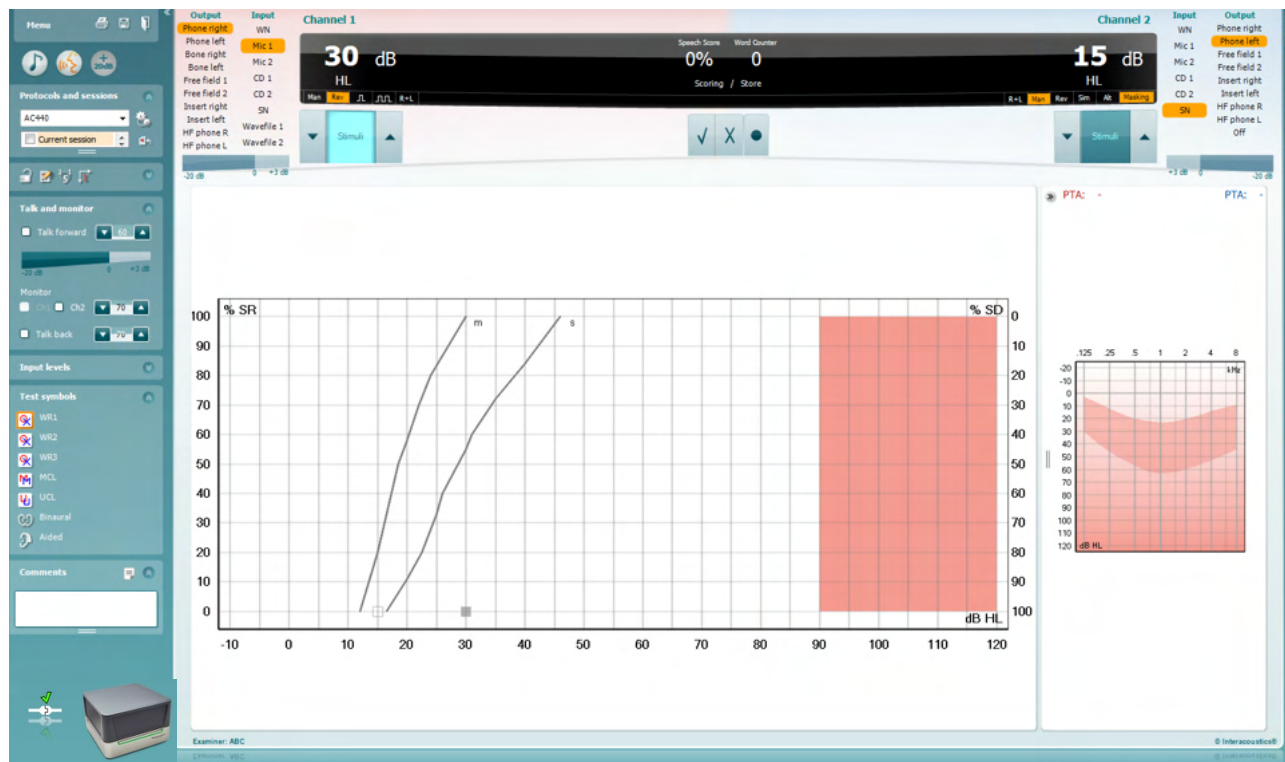 Menu
Protocols and sessions
AC440
Current session
Talk and monitor
Talk forward 60
-20 dB 0 +3 dB
Monitor
Ch1 Ch2 70
Talk back 70
Input levels
Test symbols
WR1
WR2
WR3
MCL
UCL
Binaural
Aided
Comments
Output
Phone right
Phone left
Bone right
Bone left
Free field 1
Free field 2
Insert right
Insert left
HF phone R
HF phone L
-20 dB 0 +3 dB
Input
WN
Mic 1
Mic 2
CD 1
CD 2
SN
Wavefile 1
Wavefile 2
Channel 1
30 dB
HL
Man Rev R+L
Stimuli
Speech Score Word Counter
0% 0
Scoring / Store
Channel 2
15 dB
HL
R+L Man Rev Sim Alt Masking
Stimuli
Input
WN
Mic 1
Mic 2
CD 1
CD 2
SN
Output
Phone right
Phone left
Free field 1
Free field 2
Insert right
Insert left
HF phone R
HF phone L
Off
+3 dB 0 -20 dB
% SR % SD
m s
100 0
90 10
80 20
70 30
60 40
50 50
40 60
30 70
20 80
10 90
0 100
dB HL
-10 0 10 20 30 40 50 60 70 80 90 100 110 120
PTA: - PTA: -
.125 .25 .5 1 2 4 8
kHz
-20
-10
0
10
20
30
40
50
60
70
80
90
100
110
120 dB HL
Examiner: ABC
© Interacoustics®